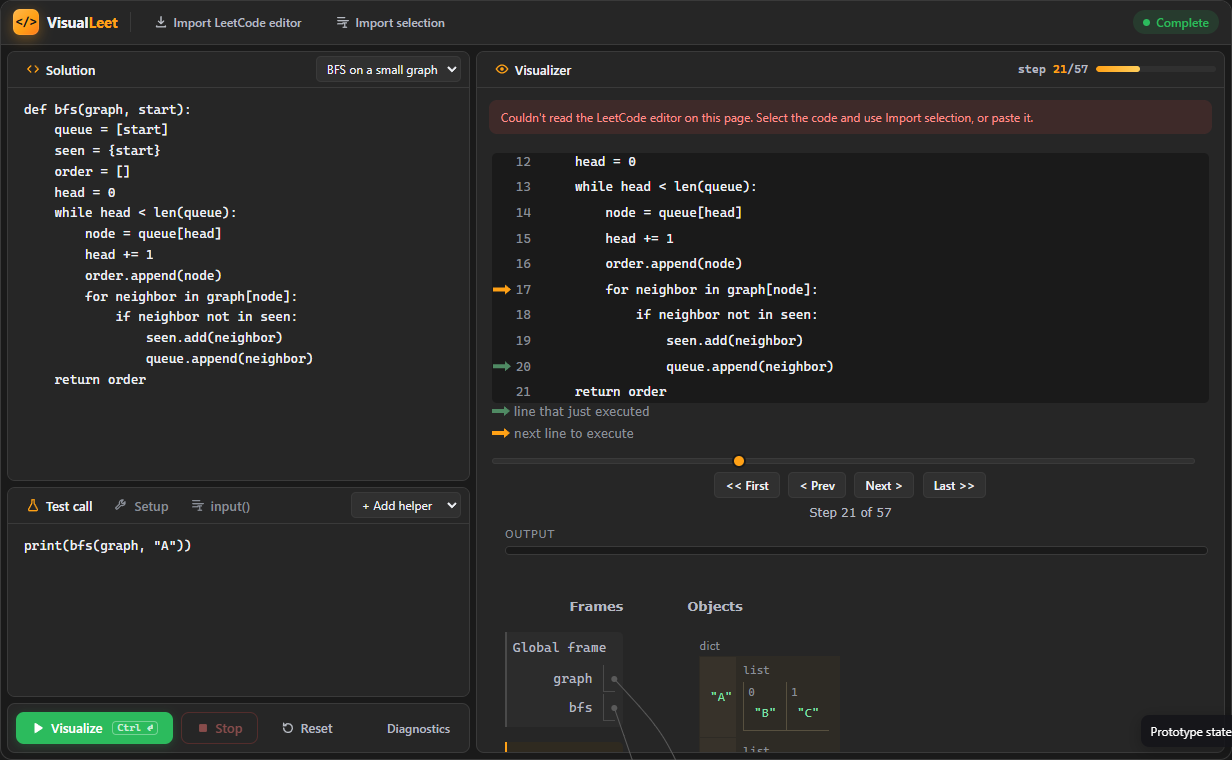 </> VisualLeet
Import LeetCode editor
Import selection
Complete
Solution
BFS on a small graph
def bfs(graph, start):
    queue = [start]
    seen = {start}
    order = []
    head = 0
    while head < len(queue):
        node = queue[head]
        head += 1
        order.append(node)
        for neighbor in graph[node]:
            if neighbor not in seen:
                seen.add(neighbor)
                queue.append(neighbor)
    return order
Test call
Setup
input()
+ Add helper
print(bfs(graph, "A"))
Visualize Ctrl ⏎
Stop
Reset
Diagnostics
Visualizer
step 21/57
Couldn't read the LeetCode editor on this page. Select the code and use Import selection, or paste it.
12     head = 0
13     while head < len(queue):
14         node = queue[head]
15         head += 1
16         order.append(node)
17         for neighbor in graph[node]:
18             if neighbor not in seen:
19                 seen.add(neighbor)
20                 queue.append(neighbor)
21     return order
line that just executed
next line to execute
<< First
< Prev
Next >
Last >>
Step 21 of 57
OUTPUT
Frames
Objects
Global frame
graph
bfs
dict
"A"
list
0 1
"B" "C"
list
Prototype state